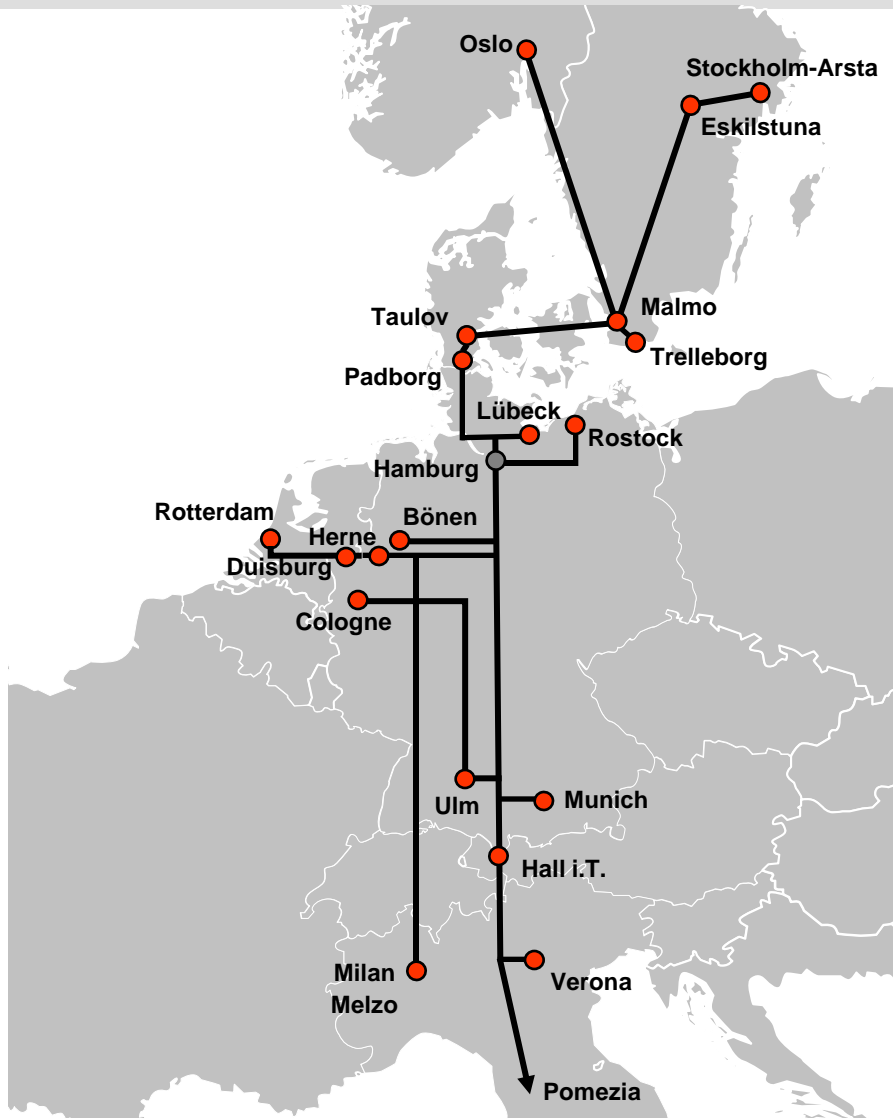 Oslo
Stockholm-Arsta
Eskilstuna
Malmo
Taulov
Trelleborg
Padborg
Lübeck
Rostock
Hamburg
Rotterdam
Bönen
Herne
Duisburg
Cologne
Ulm
Munich
Hall i.T.
Milan
Melzo
Verona
Pomezia